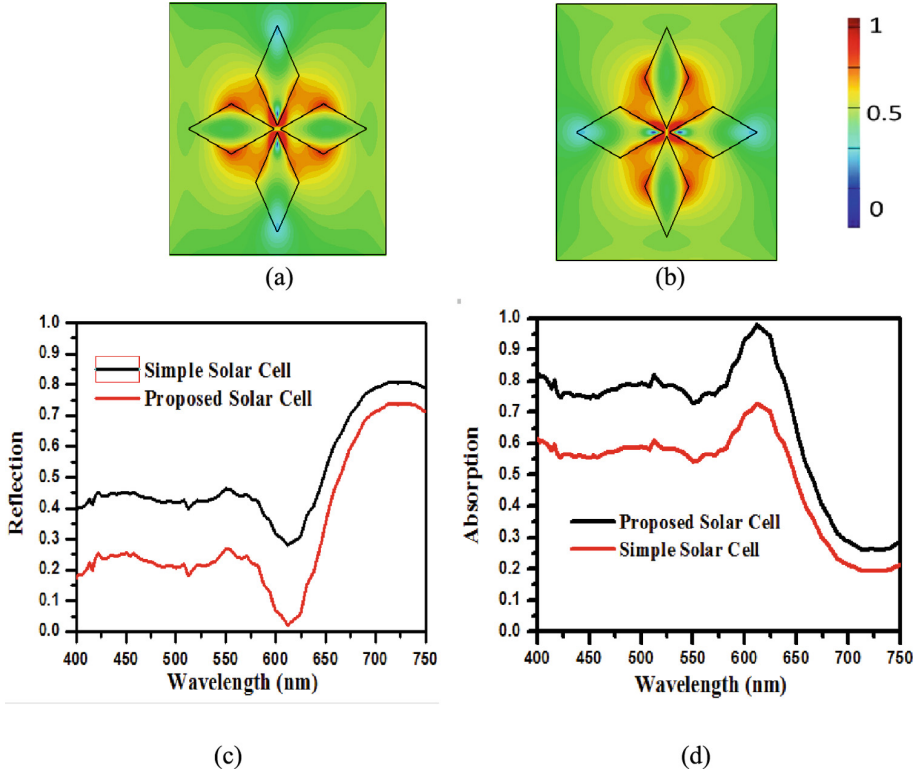 1
0.5
0
(a)
(b)
1.0
0.9
0.8
0.7
0.6
0.5
0.4
0.3
0.2
0.1
0.0
Reflection
Simple Solar Cell
Proposed Solar Cell
400 450 500 550 600 650 700 750
Wavelength (nm)
(c)
1.0
0.9
0.8
0.7
0.6
0.5
0.4
0.3
0.2
0.1
0.0
Absorption
Proposed Solar Cell
Simple Solar Cell
400 450 500 550 600 650 700 750
Wavelength (nm)
(d)